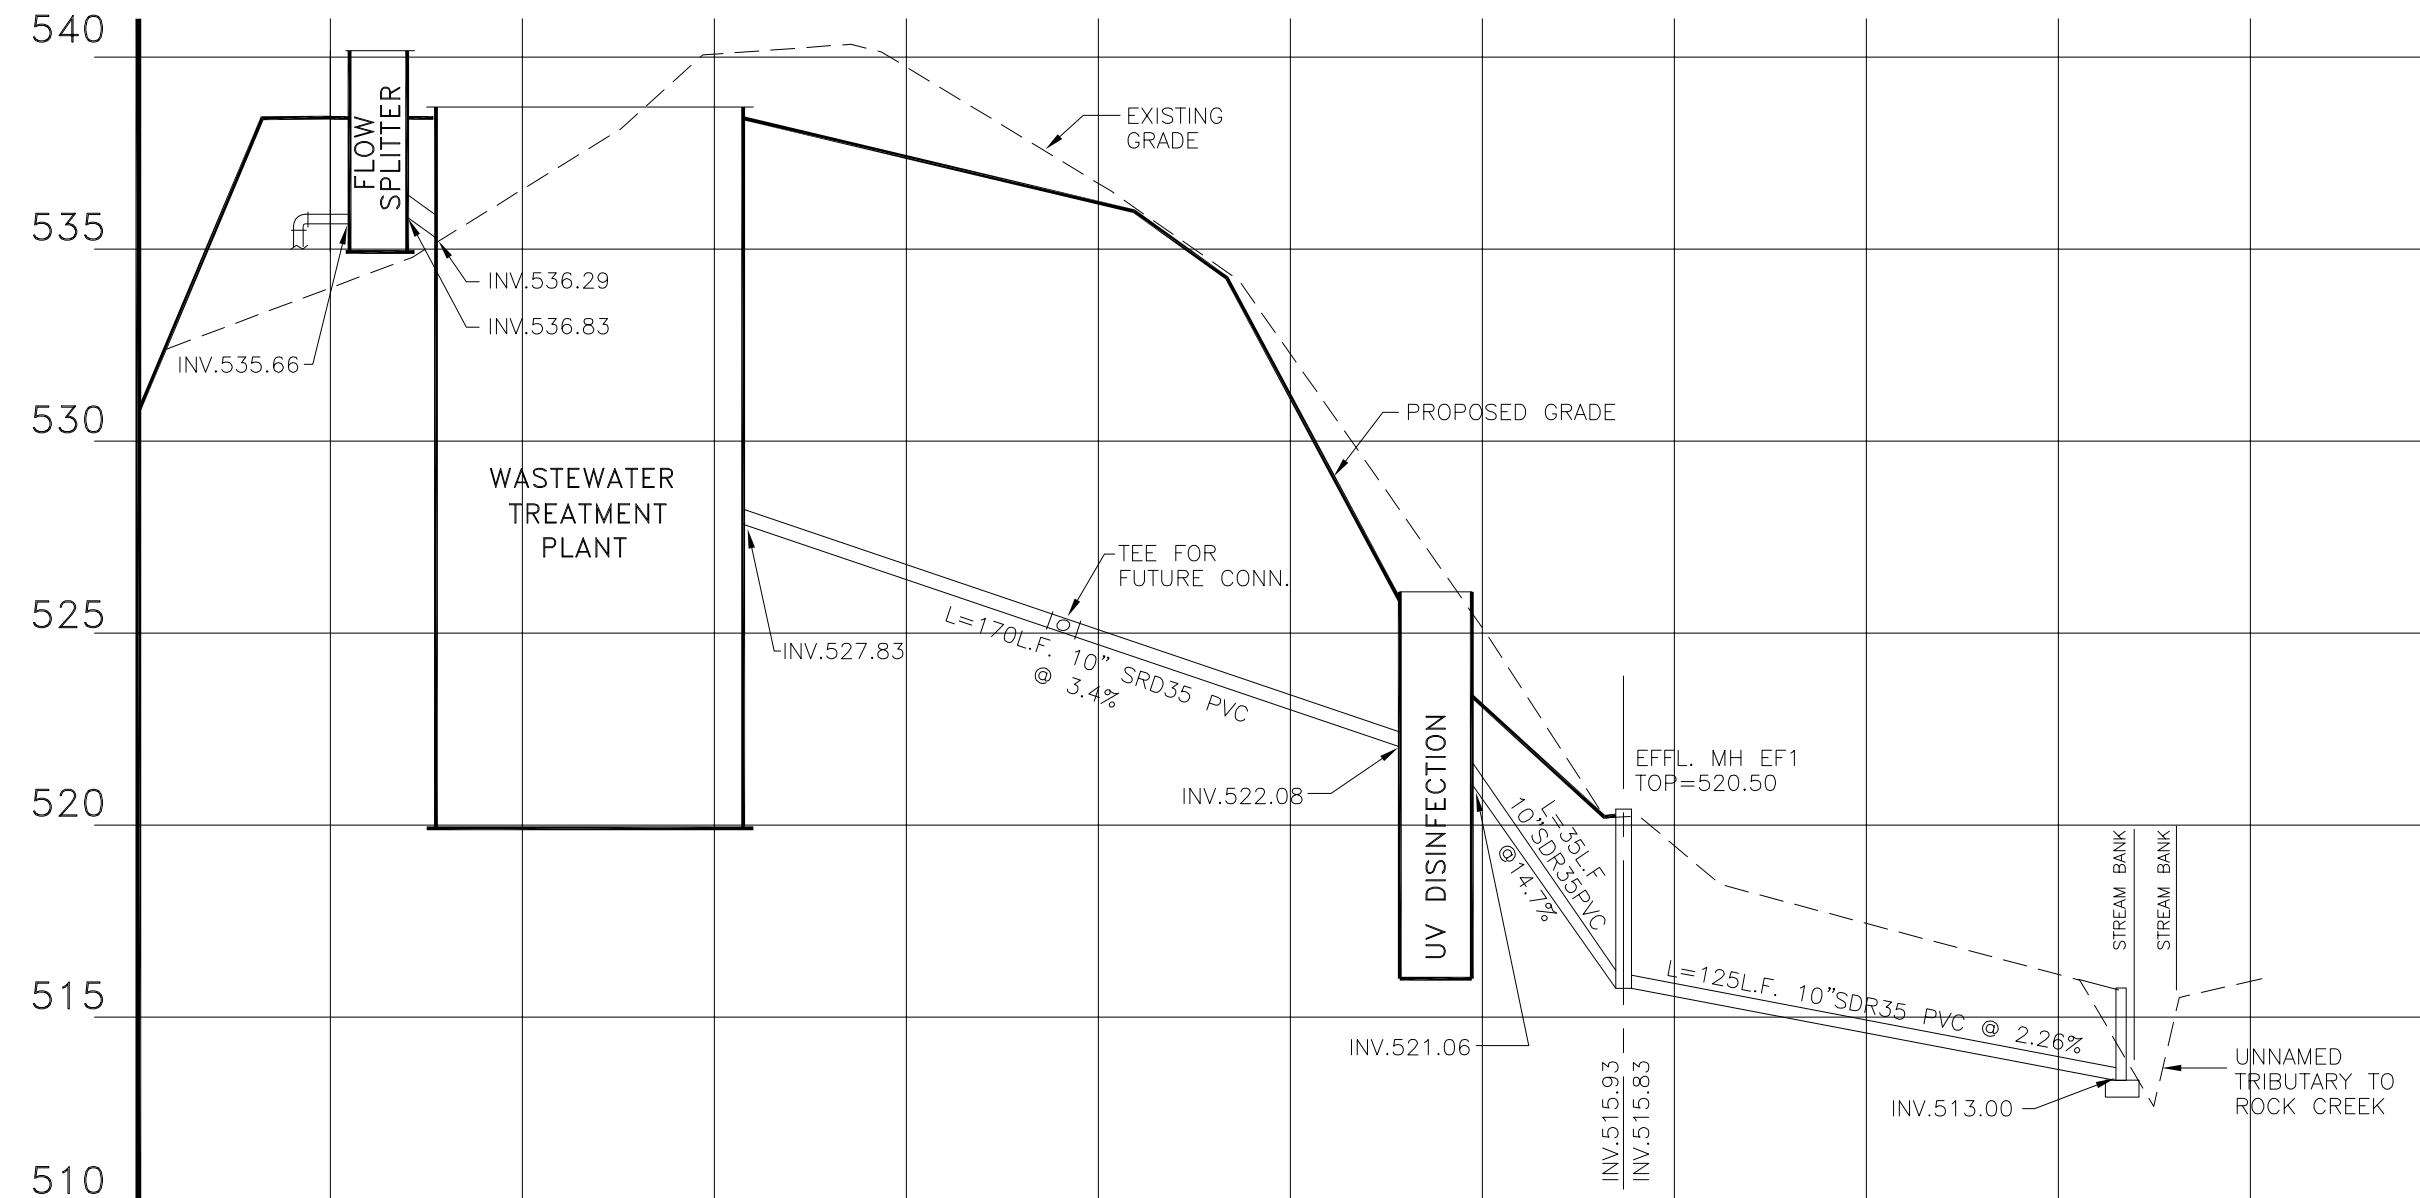 540
535
530
525
520
515
510
FLOW
SPLITTER
EXISTING
GRADE
INV.536.29
INV.536.83
INV.535.66
PROPOSED GRADE
WASTEWATER
TREATMENT
PLANT
TEE FOR
FUTURE CONN.
INV.527.83
L=170L.F. 10" SRD35 PVC
@ 3.4%
INV.522.08
UV DISINFECTION
EFFL. MH EF1
TOP=520.50
L=35L.F
10"SDR35PVC
@14.7%
INV.521.06
INV.515.93
INV.515.83
L=125L.F. 10"SDR35 PVC @ 2.26%
STREAM BANK
STREAM BANK
INV.513.00
UNNAMED
TRIBUTARY TO
ROCK CREEK